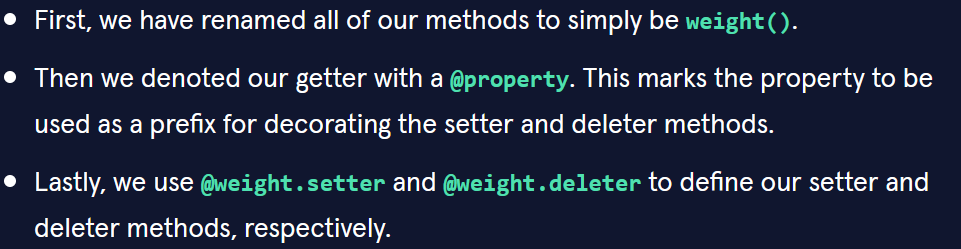 First, we have renamed all of our methods to simply be weight().
Then we denoted our getter with a @property. This marks the property to be
used as a prefix for decorating the setter and deleter methods.
Lastly, we use @weight.setter and @weight.deleter to define our setter and
deleter methods, respectively.